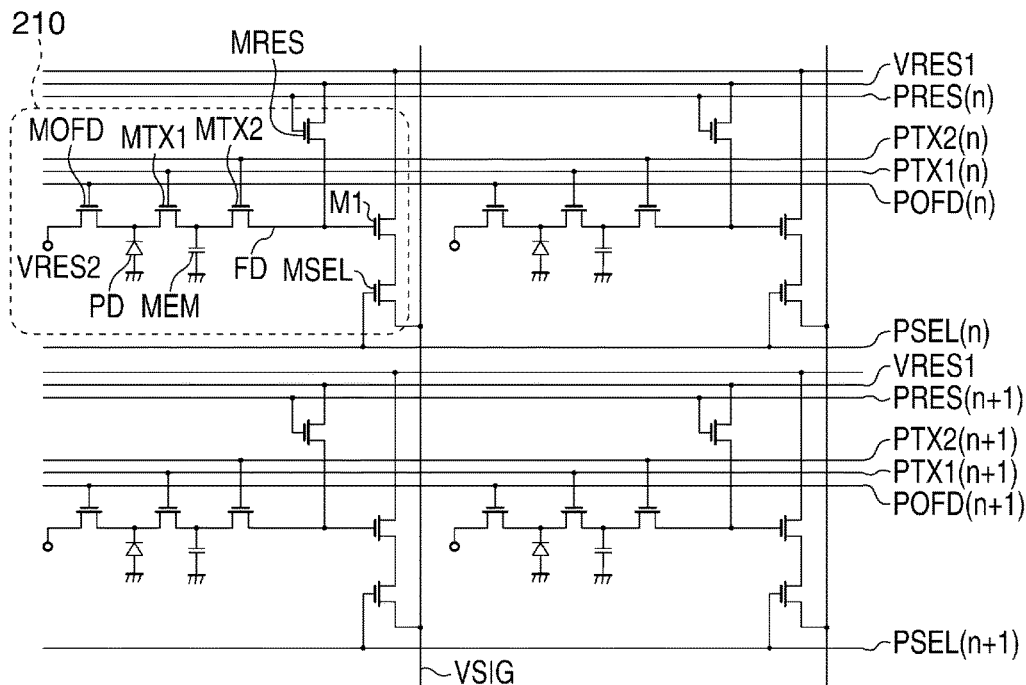 210
MRES
VRES1
PRES(n)
MOFD
MTX1
MTX2
PTX2(n)
PTX1(n)
POFD(n)
M1
VRES2
PD
MEM
FD
MSEL
PSEL(n)
VRES1
PRES(n+1)
PTX2(n+1)
PTX1(n+1)
POFD(n+1)
PSEL(n+1)
VSIG